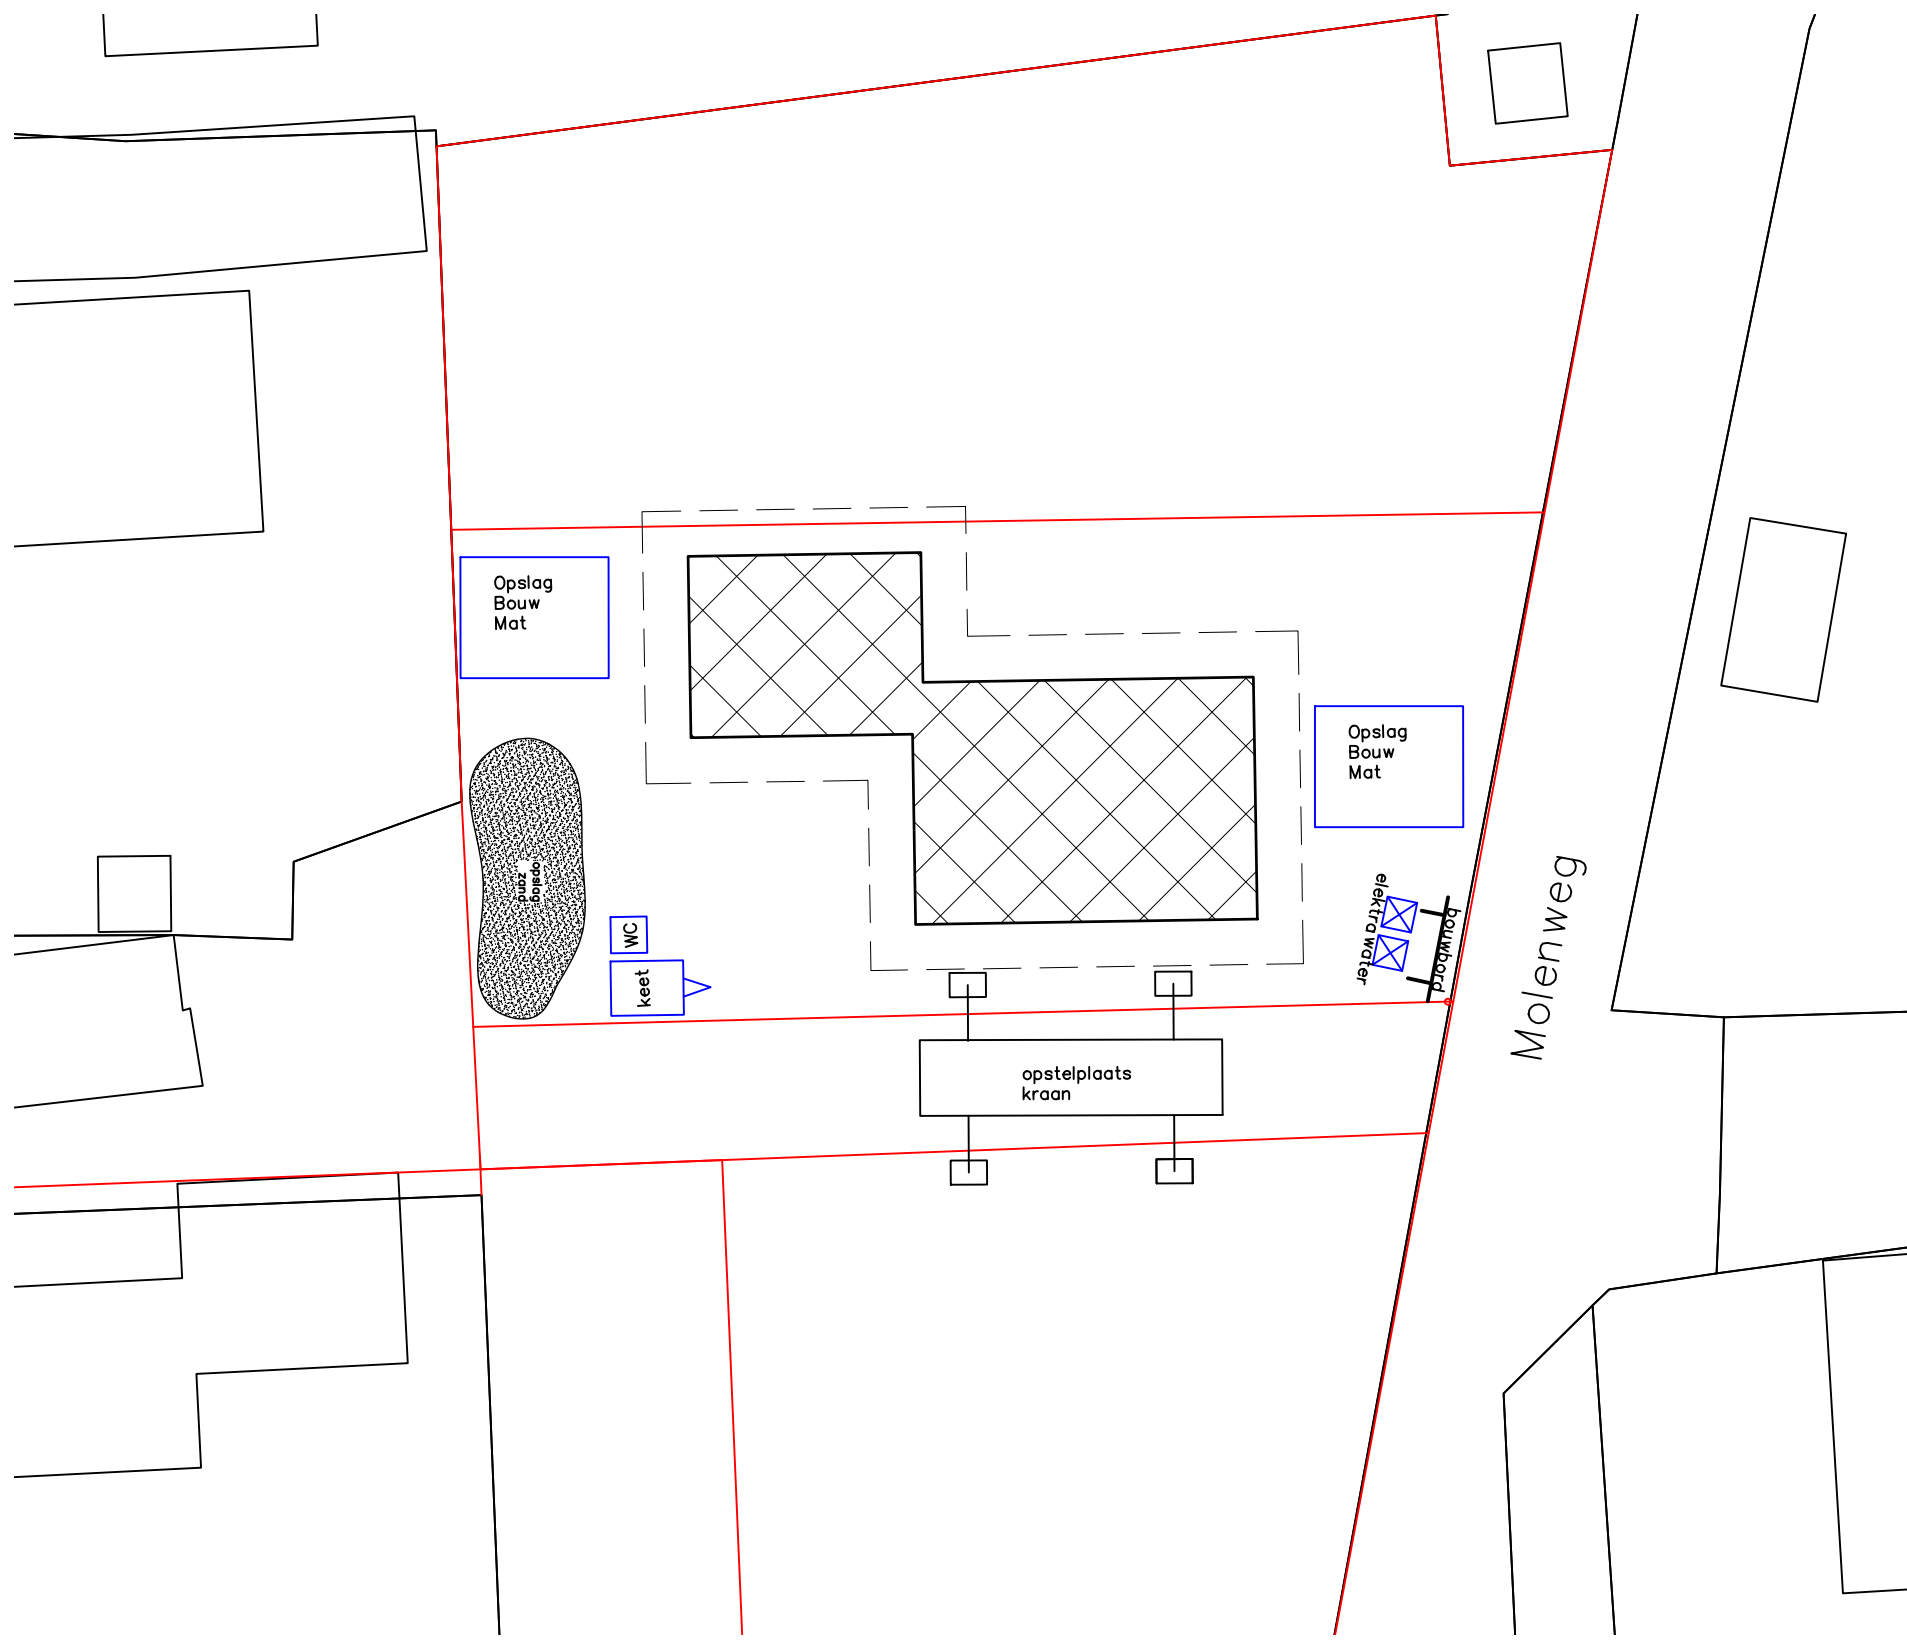 Opslag
Bouw
Mat
Opslag
Bouw
Mat
opslag
zand
WC
keet
elektra
water
bouwbord
Molenweg
opstelplaats
kraan